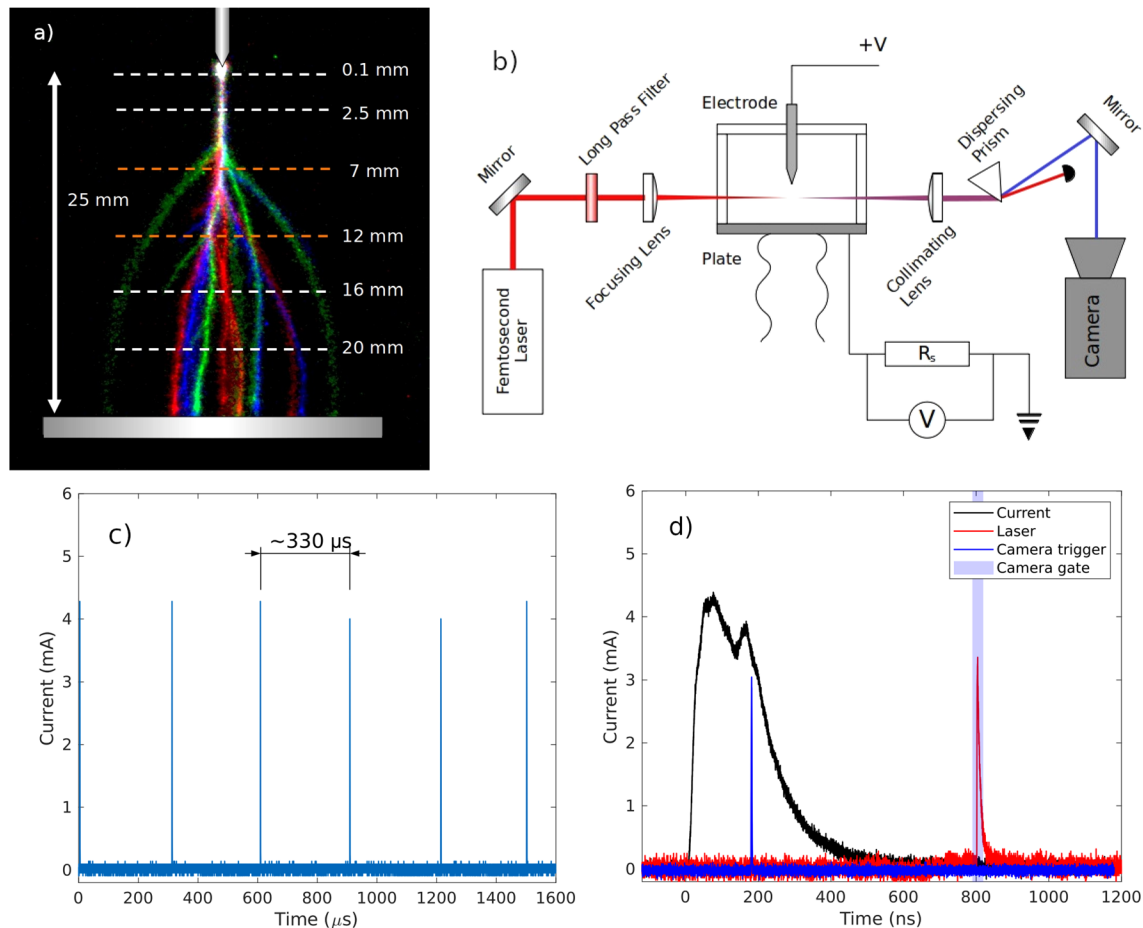 a)
0.1 mm
2.5 mm
7 mm
25 mm
12 mm
16 mm
20 mm
b)
+V
Electrode
Mirror
Long Pass Filter
Focusing Lens
Plate
Femtosecond
Laser
Dispersing
Prism
Mirror
Collimating
Lens
Camera
Rs
V
c)
~330 μs
6
5
4
3
2
1
0
Current (mA)
0 200 400 600 800 1000 1200 1400 1600
Time (μs)
d)
Current
Laser
Camera trigger
Camera gate
6
5
4
3
2
1
0
Current (mA)
0 200 400 600 800 1000 1200
Time (ns)